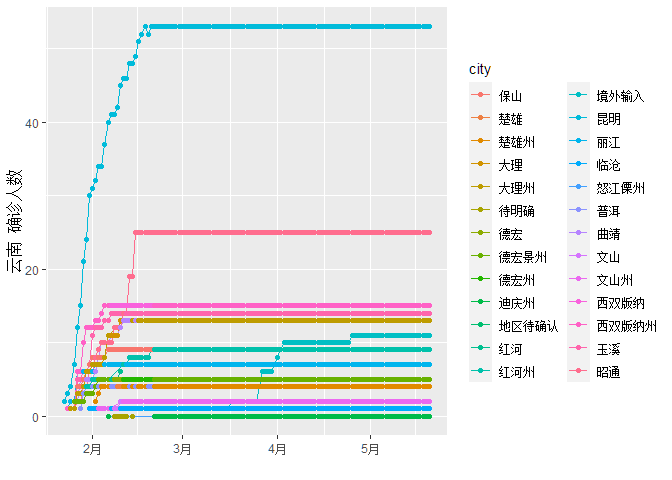 云南 确诊人数
40
20
0
2月
3月
4月
5月
city
保山
楚雄
楚雄州
大理
大理州
待明确
德宏
德宏景州
德宏州
迪庆州
地区待确认
红河
红河州
境外输入
昆明
丽江
临沧
怒江傈州
普洱
曲靖
文山
文山州
西双版纳
西双版纳州
玉溪
昭通